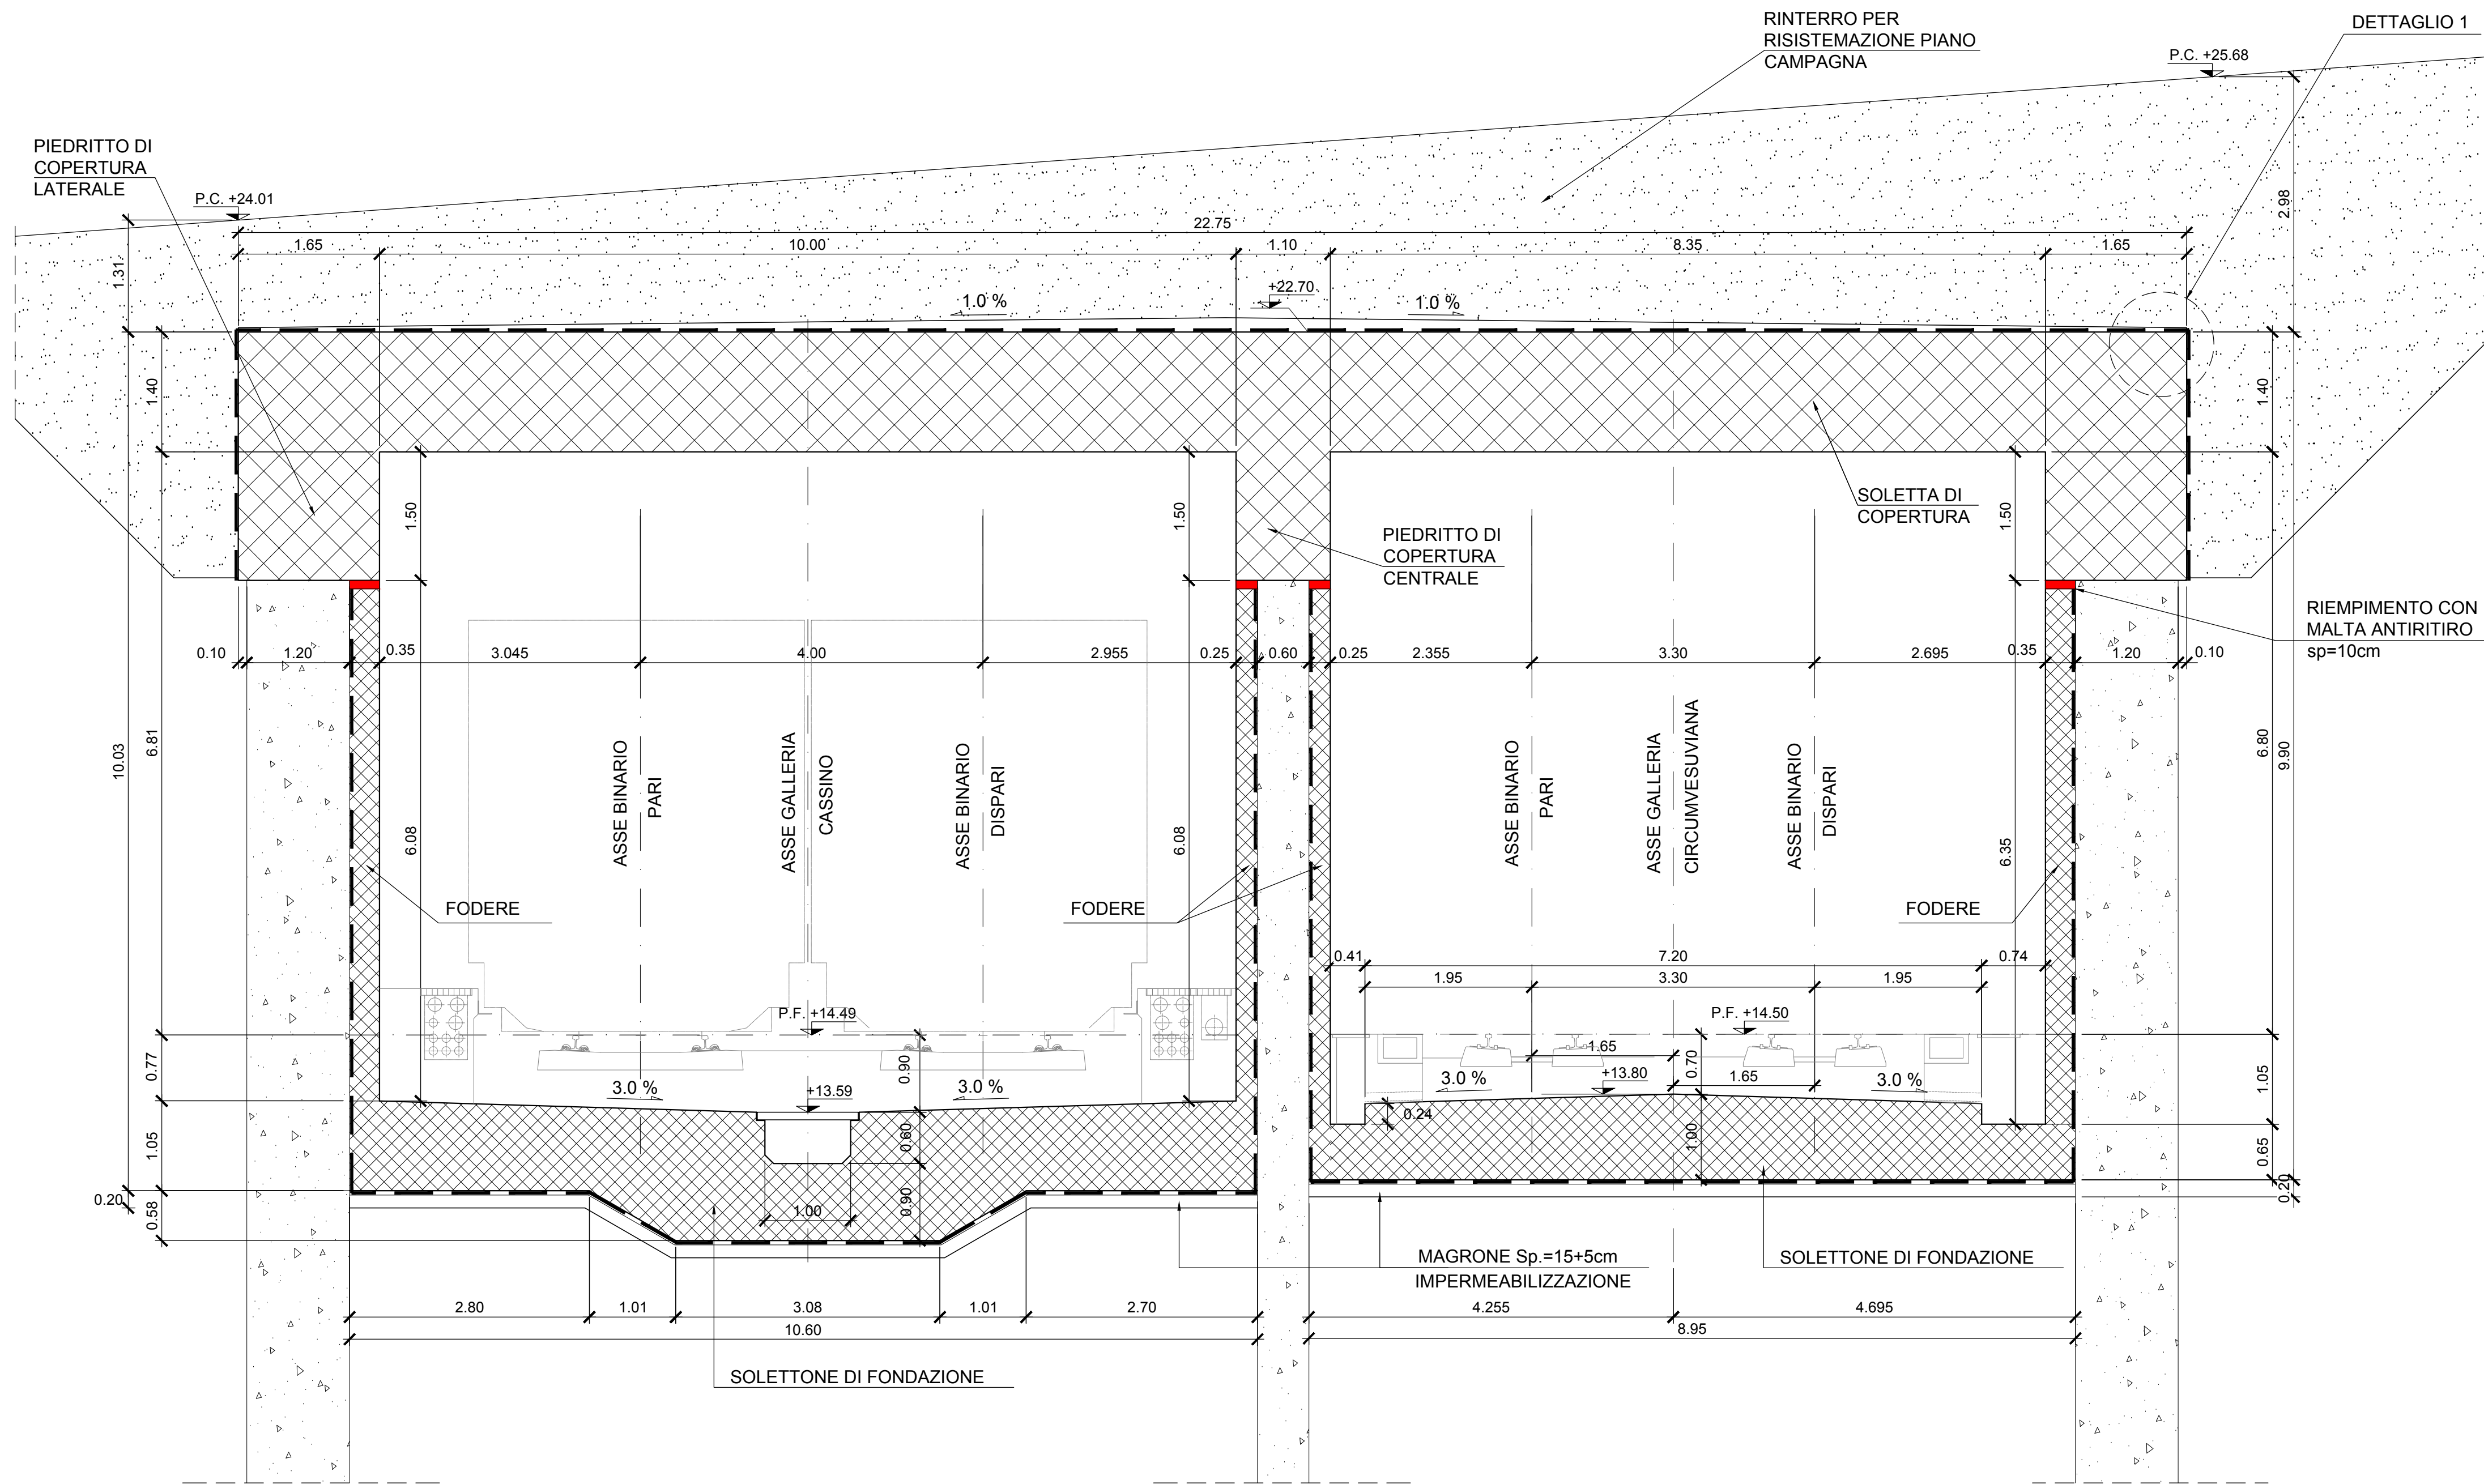 RINTERRO PER
RISISTEMAZIONE PIANO
CAMPAGNA
DETTAGLIO 1
P.C. +25.68
PIEDRITTO DI
COPERTURA
LATERALE
P.C. +24.01
2.98
22.75
1.65
10.00
1.10
8.35
1.65
1.31
+22.70
1.0 %
1.0 %
1.40
1.40
SOLETTA DI
COPERTURA
1.50
1.50
1.50
PIEDRITTO DI
COPERTURA
CENTRALE
RIEMPIMENTO CON
MALTA ANTIRITIRO
sp=10cm
0.10
1.20
0.35
3.045
4.00
2.955
0.25
0.60
0.25
2.355
3.30
2.695
0.35
1.20
0.10
10.03
6.81
6.08
ASSE BINARIO
PARI
ASSE GALLERIA
CASSINO
ASSE BINARIO
DISPARI
6.08
ASSE BINARIO
PARI
ASSE GALLERIA
CIRCUMVESUVIANA
ASSE BINARIO
DISPARI
6.35
6.80
9.90
FODERE
FODERE
FODERE
0.41
7.20
0.74
1.95
3.30
1.95
P.F. +14.49
P.F. +14.50
0.77
0.90
1.65
0.70
1.05
3.0 %
+13.59
3.0 %
3.0 %
+13.80
1.65
3.0 %
0.24
1.05
0.60
1.00
0.65
0.20
0.58
1.00
0.90
0.20
MAGRONE Sp.=15+5cm
IMPERMEABILIZZAZIONE
SOLETTONE DI FONDAZIONE
2.80
1.01
3.08
1.01
2.70
4.255
4.695
10.60
8.95
SOLETTONE DI FONDAZIONE